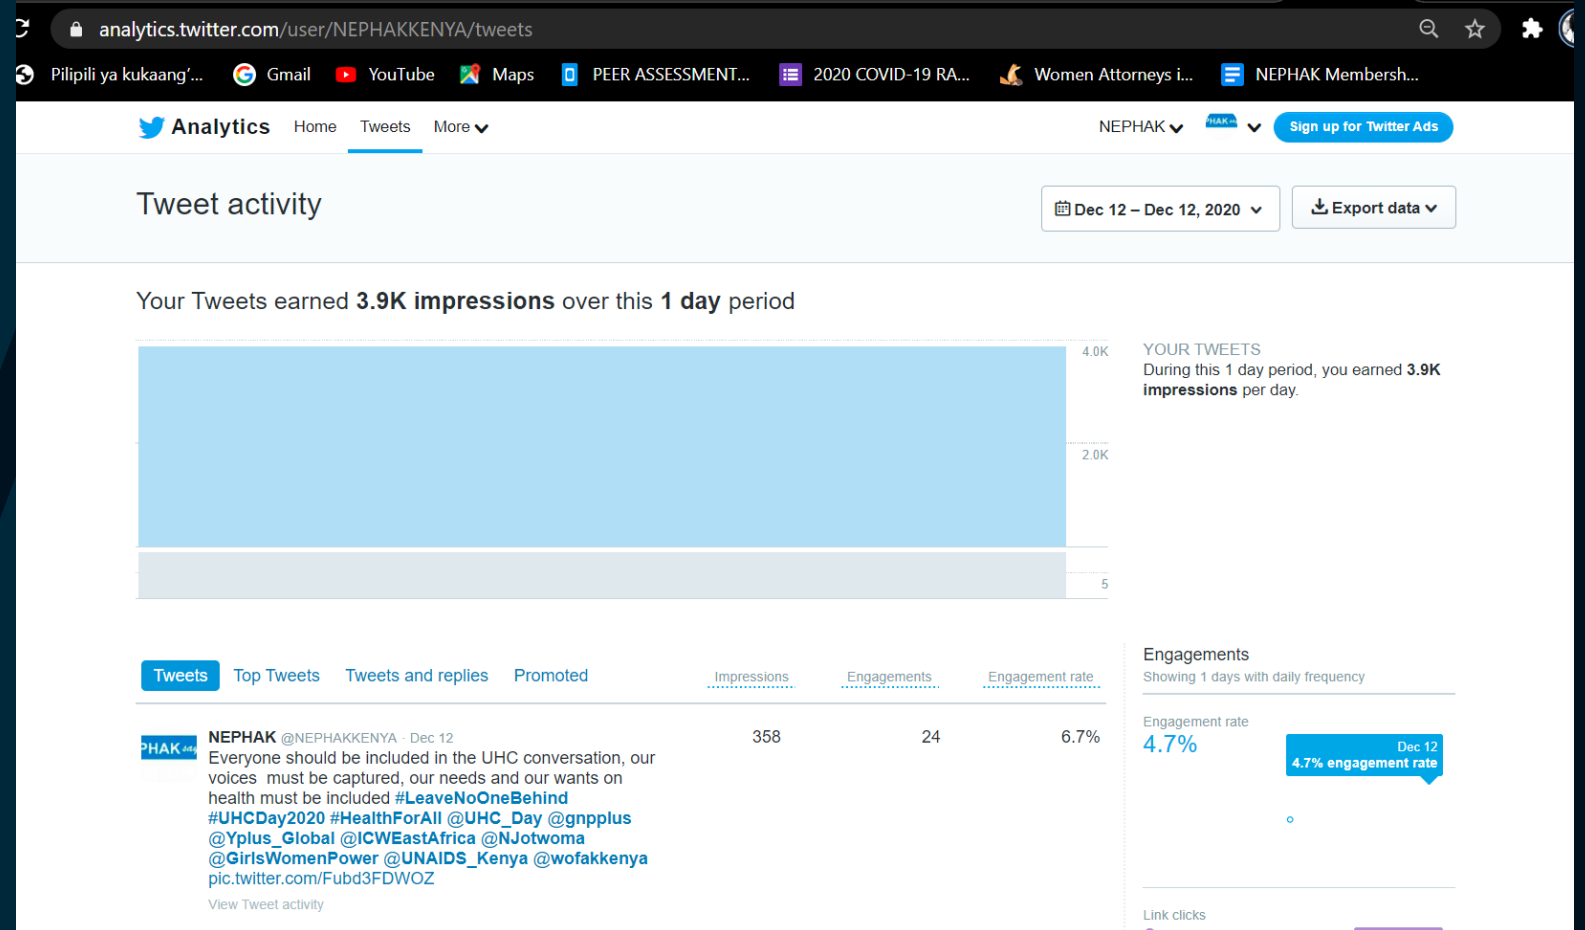 analytics.twitter.com/user/NEPHAKKENYA/tweets
Pilipili ya kukaang'... Gmail YouTube Maps PEER ASSESSMENT... 2020 COVID-19 RA... Women Attorneys i... NEPHAK Membersh...
Analytics Home Tweets More NEPHAK Sign up for Twitter Ads
Tweet activity
Dec 12 – Dec 12, 2020 Export data
Your Tweets earned 3.9K impressions over this 1 day period
4.0K
2.0K
5
YOUR TWEETS
During this 1 day period, you earned 3.9K
impressions per day.
Tweets Top Tweets Tweets and replies Promoted Impressions Engagements Engagement rate
PHAK say
NEPHAK @NEPHAKKENYA · Dec 12 358 24 6.7%
Everyone should be included in the UHC conversation, our
voices  must be captured, our needs and our wants on
health must be included #LeaveNoOneBehind
#UHCDay2020 #HealthForAll @UHC_Day @gnpplus
@Yplus_Global @ICWEastAfrica @NJotwoma
@GirlsWomenPower @UNAIDS_Kenya @wofakkenya
pic.twitter.com/Fubd3FDWOZ
View Tweet activity
Engagements
Showing 1 days with daily frequency
Engagement rate
4.7%
Dec 12
4.7% engagement rate
Link clicks